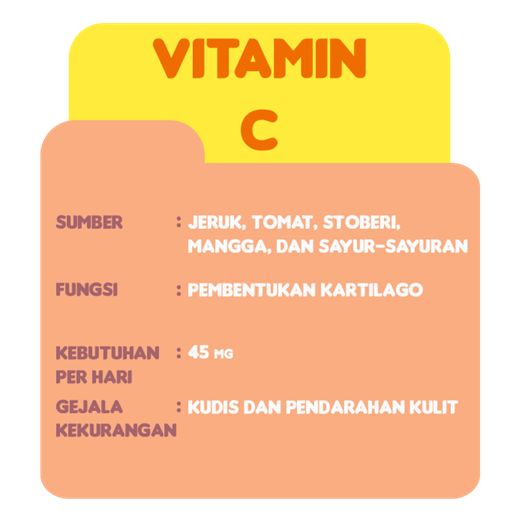 VITAMIN
C
SUMBER : JERUK, TOMAT, STOBERI,
MANGGA, DAN SAYUR-SAYURAN
FUNGSI : PEMBENTUKAN KARTILAGO
KEBUTUHAN : 45 MG
PER HARI
GEJALA : KUDIS DAN PENDARAHAN KULIT
KEKURANGAN